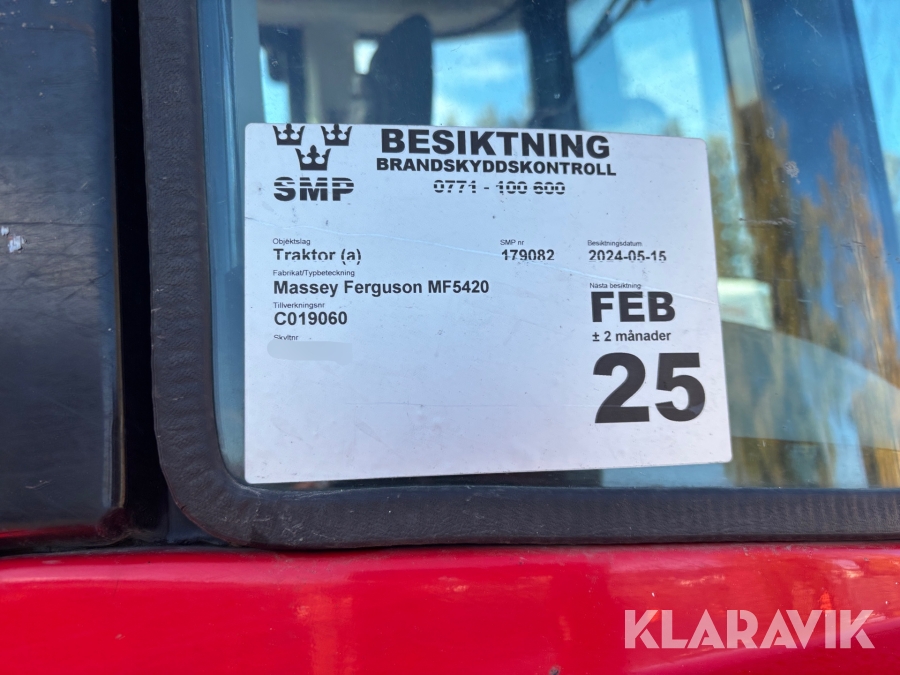 BESIKTNING
BRANDSKYDDSKONTROLL
SMP
0771 - 100 600
Objektslag
Traktor (a)
SMP nr
179082
Besiktningsdatum
2024-05-15
Fabrikat/Typbeteckning
Massey Ferguson MF5420
Tillverkningsnr
C019060
Skyltnr
Nästa besiktning
FEB
± 2 månader
25
KLARAVIK